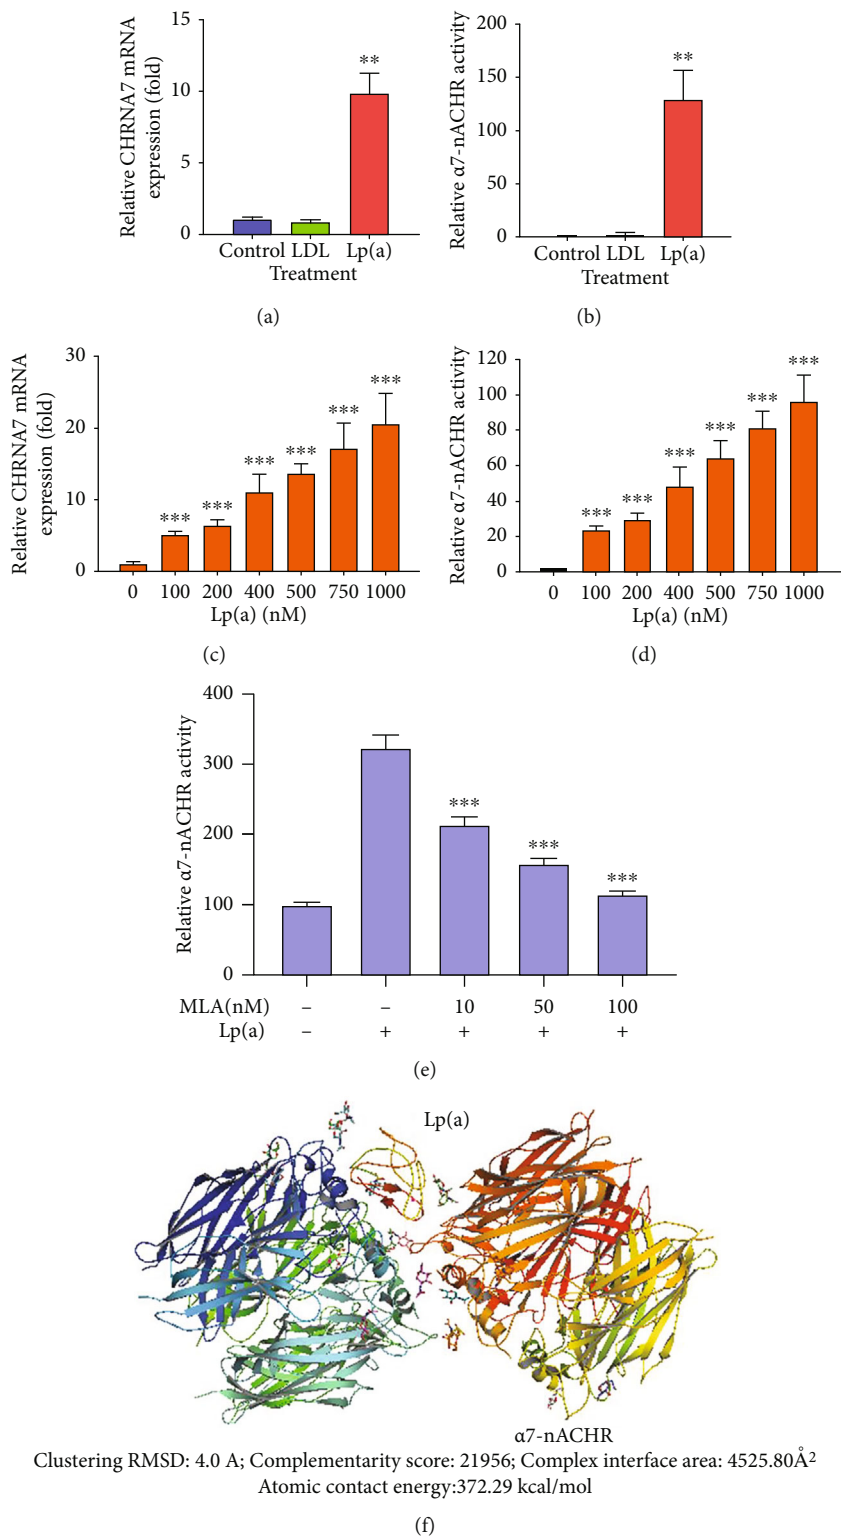 Relative CHRNA7 mRNA
expression (fold)
15
10
5
0
**
Control LDL Lp(a)
Treatment
(a)
Relative α7-nACHR activity
200
150
100
50
0
**
Control LDL Lp(a)
Treatment
(b)
Relative CHRNA7 mRNA
expression (fold)
30
20
10
0
*** *** *** *** *** ***
0 100 200 400 500 750 1000
Lp(a) (nM)
(c)
Relative α7-nACHR activity
120
100
80
60
40
20
0
*** *** *** *** *** ***
0 100 200 400 500 750 1000
Lp(a) (nM)
(d)
Relative α7-nACHR activity
400
300
200
100
0
*** *** ***
MLA(nM) – – 10 50 100
Lp(a) – + + + +
(e)
Lp(a)
α7-nACHR
Clustering RMSD: 4.0 A; Complementarity score: 21956; Complex interface area: 4525.80Å²
Atomic contact energy:372.29 kcal/mol
(f)